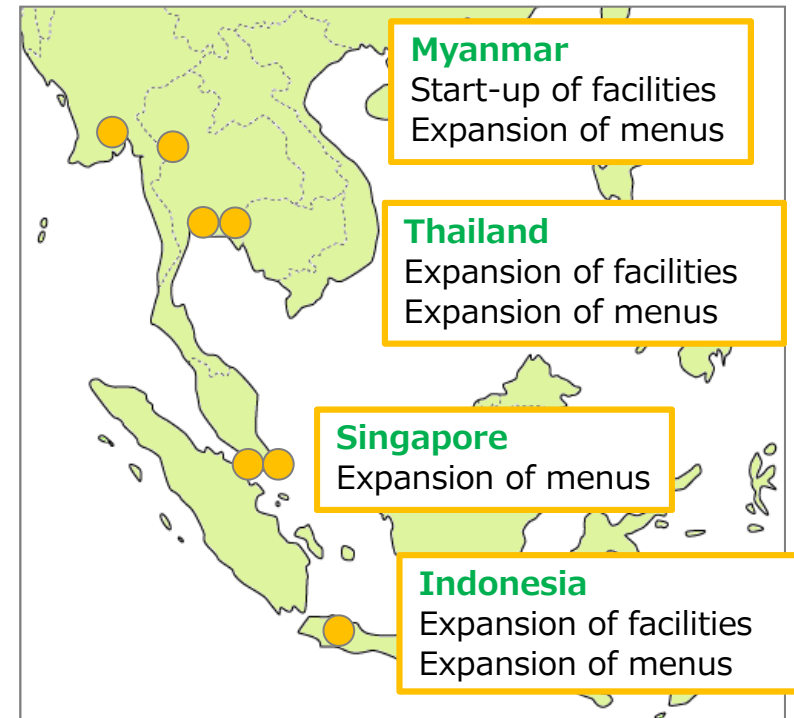 Myanmar
Start-up of facilities
Expansion of menus
Thailand
Expansion of facilities
Expansion of menus
Singapore
Expansion of menus
Indonesia
Expansion of facilities
Expansion of menus